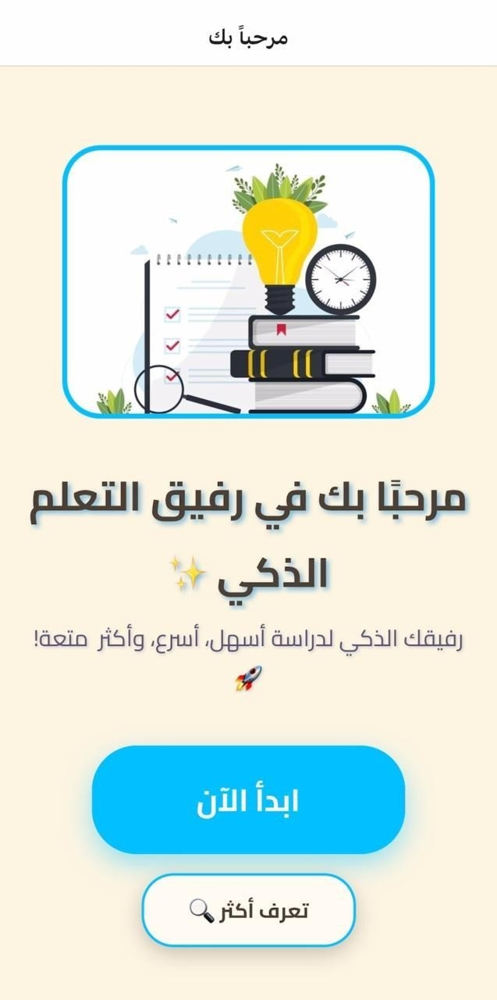 مرحباً بك
مرحبًا بك في رفيق التعلم
الذكي ✨
رفيقك الذكي لدراسة أسهل، أسرع، وأكثر متعة!
🚀
ابدأ الآن
تعرف أكثر 🔍